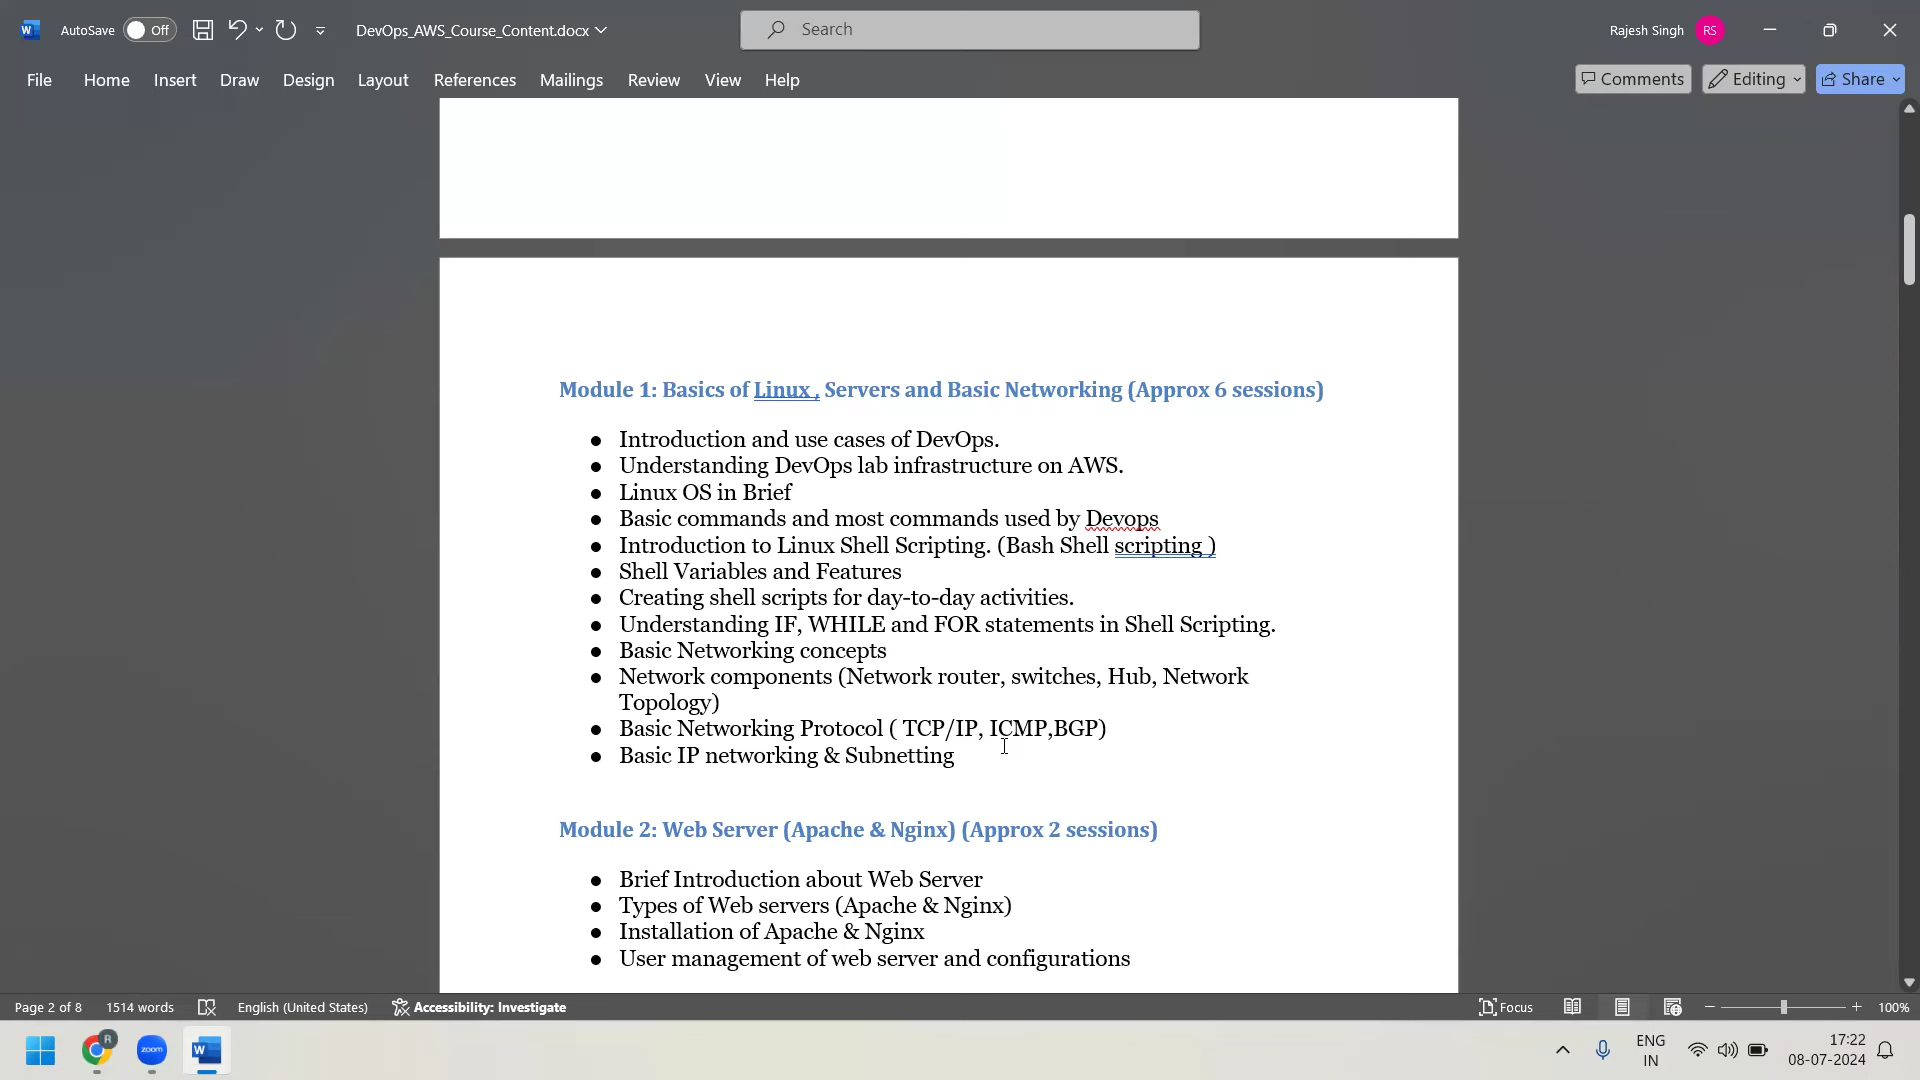 W AutoSave Off DevOps_AWS_Course_Content.docx Search Rajesh Singh RS
File Home Insert Draw Design Layout References Mailings Review View Help Comments Editing Share
Module 1: Basics of Linux , Servers and Basic Networking (Approx 6 sessions)
● Introduction and use cases of DevOps.
● Understanding DevOps lab infrastructure on AWS.
● Linux OS in Brief
● Basic commands and most commands used by Devops
● Introduction to Linux Shell Scripting. (Bash Shell scripting )
● Shell Variables and Features
● Creating shell scripts for day-to-day activities.
● Understanding IF, WHILE and FOR statements in Shell Scripting.
● Basic Networking concepts
● Network components (Network router, switches, Hub, Network
Topology)
● Basic Networking Protocol ( TCP/IP, ICMP,BGP)
● Basic IP networking & Subnetting
Module 2: Web Server (Apache & Nginx) (Approx 2 sessions)
● Brief Introduction about Web Server
● Types of Web servers (Apache & Nginx)
● Installation of Apache & Nginx
● User management of web server and configurations
Page 2 of 8 1514 words English (United States) Accessibility: Investigate Focus 100%
R zoom W ENG 17:22
IN 08-07-2024